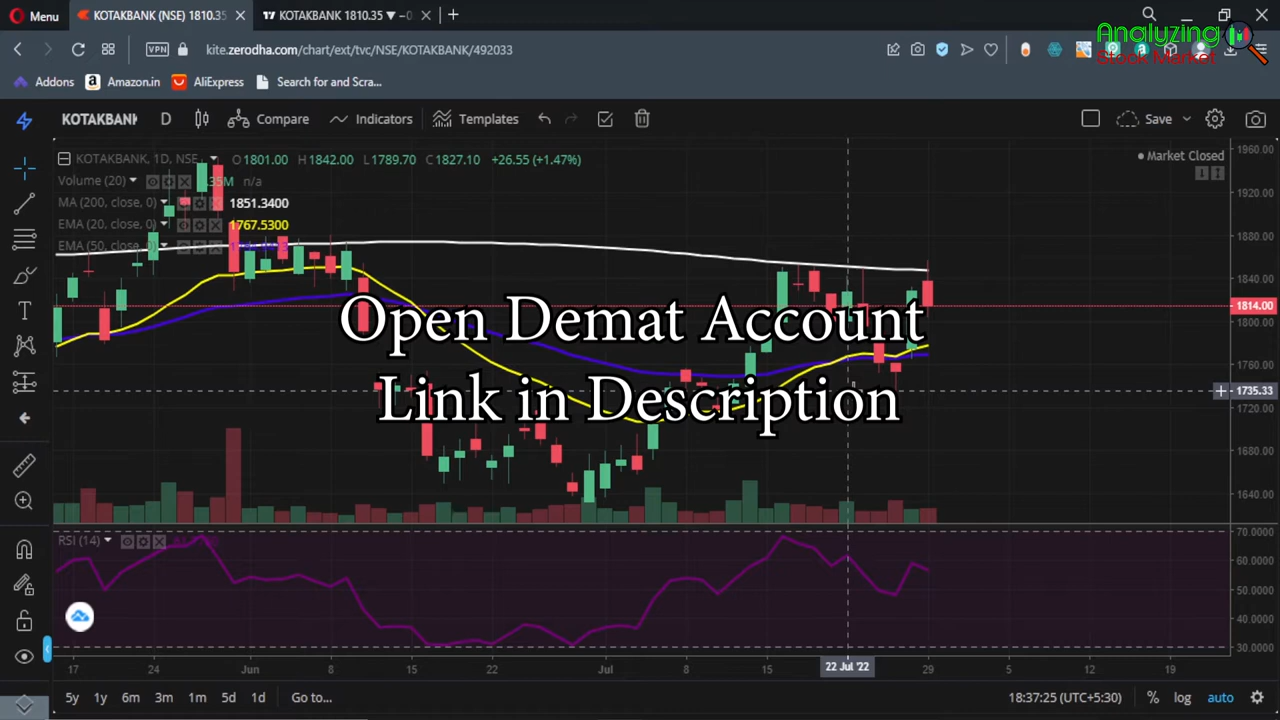 Menu
KOTAKBANK (NSE) 1810.35
KOTAKBANK 1810.35 ▼ −0
Analyzing
Stock Market
VPN
kite.zerodha.com/chart/ext/tvc/NSE/KOTAKBANK/492033
Addons
Amazon.in
AliExpress
Search for and Scra...
KOTAKBANK
D
Compare
Indicators
Templates
Save
KOTAKBANK, 1D, NSE
O1801.00 H1842.00 L1789.70 C1827.10 +26.55 (+1.47%)
Market Closed
Volume (20)
n/a
MA (200, close, 0)
1851.3400
EMA (20, close, 0)
1767.5300
EMA (50, close, 0)
Open Demat Account
Link in Description
1960.00
1920.00
1880.00
1840.00
1814.00
1800.00
1760.00
1735.33
1720.00
1680.00
1640.00
RSI (14)
70.0000
60.0000
50.0000
40.0000
30.0000
17 24 Jun 8 15 22 Jul 8 15 22 Jul '22 29 5 12 19
5y 1y 6m 3m 1m 5d 1d Go to...
18:37:25 (UTC+5:30) % log auto